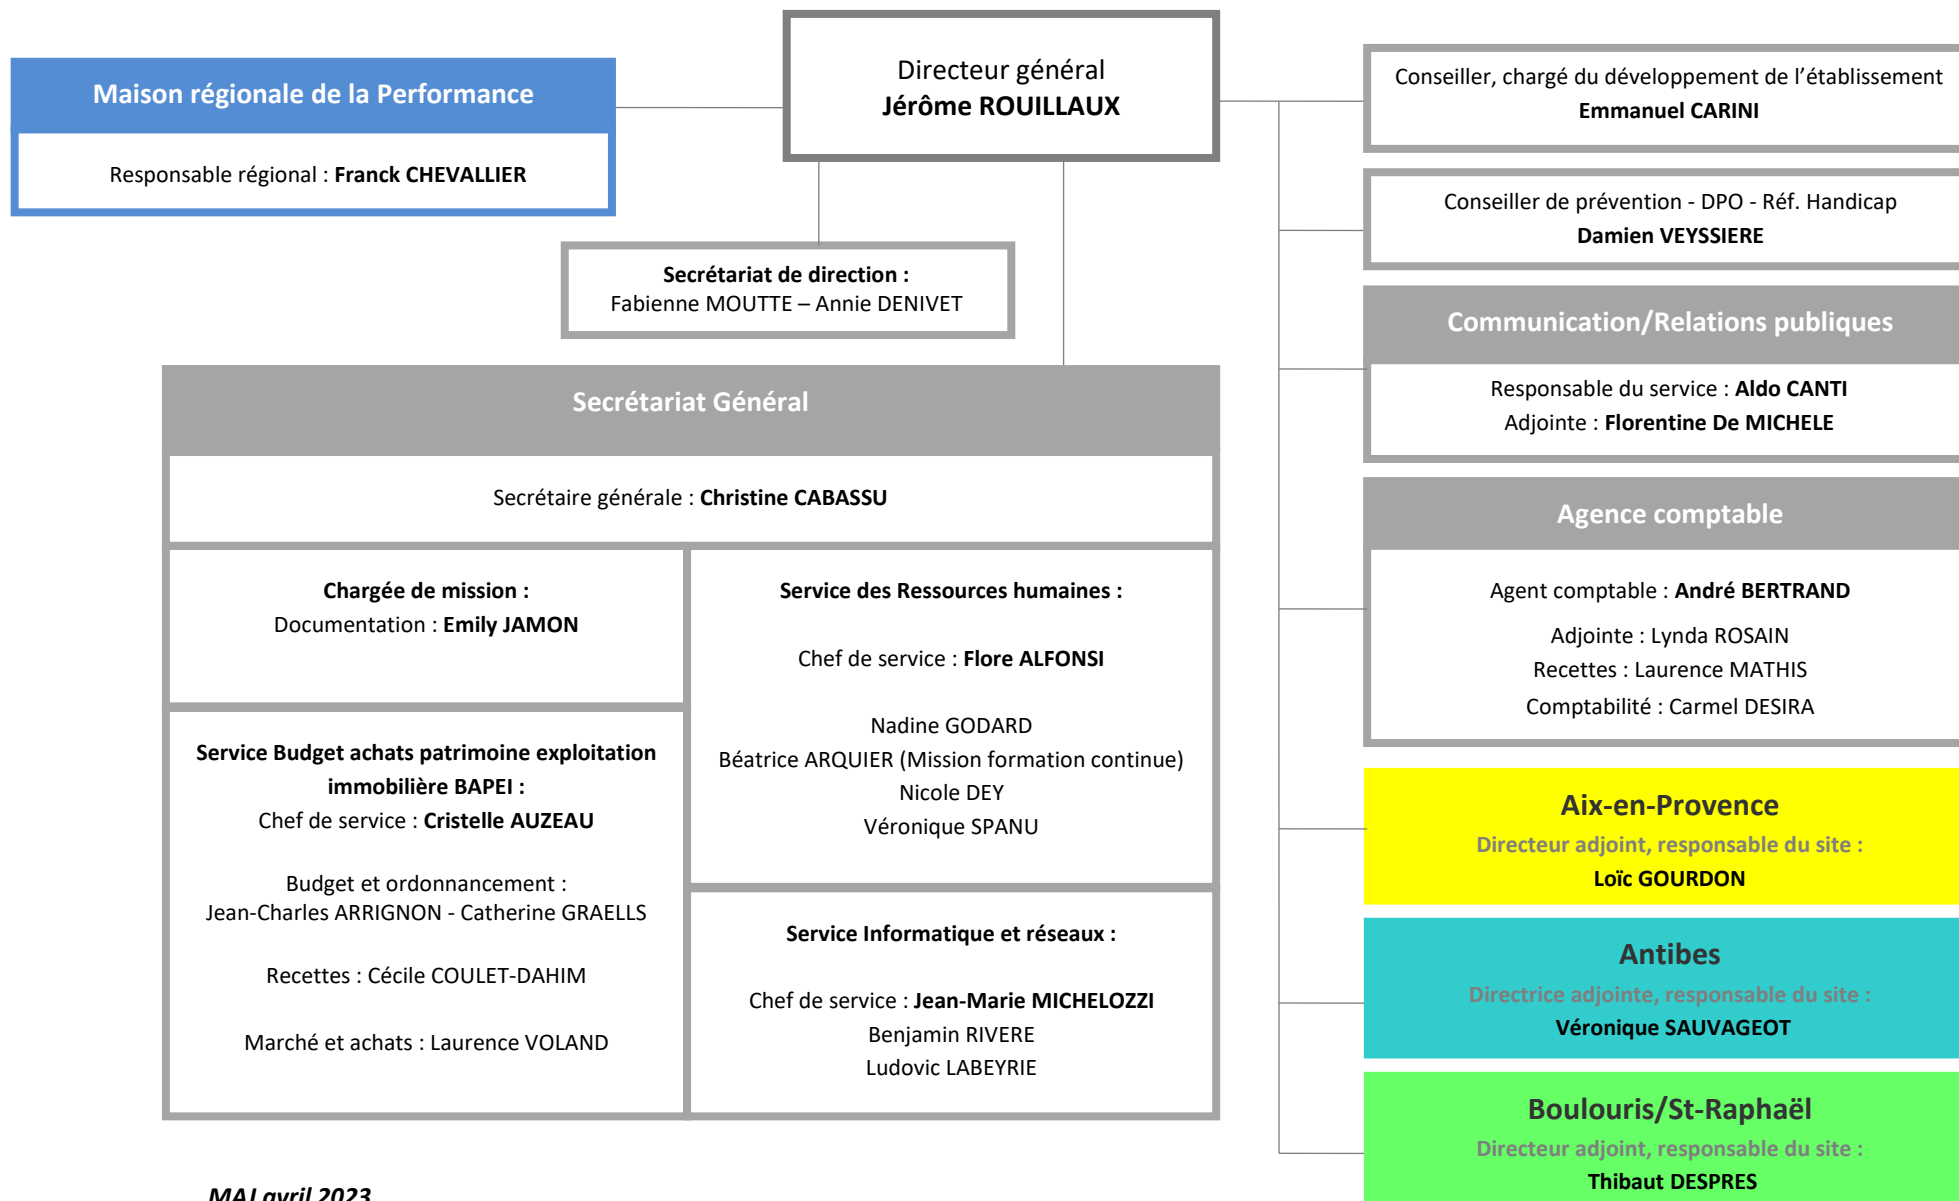 Directeur général
Jérôme ROUILLAUX
Maison régionale de la Performance
Responsable régional : Franck CHEVALLIER
Secrétariat de direction :
Fabienne MOUTTE – Annie DENIVET
Secrétariat Général
Secrétaire générale : Christine CABASSU
Chargée de mission :
Documentation : Emily JAMON
Service Budget achats patrimoine exploitation
immobilière BAPEI :
Chef de service : Cristelle AUZEAU
Budget et ordonnancement :
Jean-Charles ARRIGNON - Catherine GRAELLS
Recettes : Cécile COULET-DAHIM
Marché et achats : Laurence VOLAND
Service des Ressources humaines :
Chef de service : Flore ALFONSI
Nadine GODARD
Béatrice ARQUIER (Mission formation continue)
Nicole DEY
Véronique SPANU
Service Informatique et réseaux :
Chef de service : Jean-Marie MICHELOZZI
Benjamin RIVERE
Ludovic LABEYRIE
Conseiller, chargé du développement de l’établissement
Emmanuel CARINI
Conseiller de prévention - DPO - Réf. Handicap
Damien VEYSSIERE
Communication/Relations publiques
Responsable du service : Aldo CANTI
Adjointe : Florentine De MICHELE
Agence comptable
Agent comptable : André BERTRAND
Adjointe : Lynda ROSAIN
Recettes : Laurence MATHIS
Comptabilité : Carmel DESIRA
Aix-en-Provence
Directeur adjoint, responsable du site :
Loïc GOURDON
Antibes
Directrice adjointe, responsable du site :
Véronique SAUVAGEOT
Boulouris/St-Raphaël
Directeur adjoint, responsable du site :
Thibaut DESPRES
MAJ avril 2023